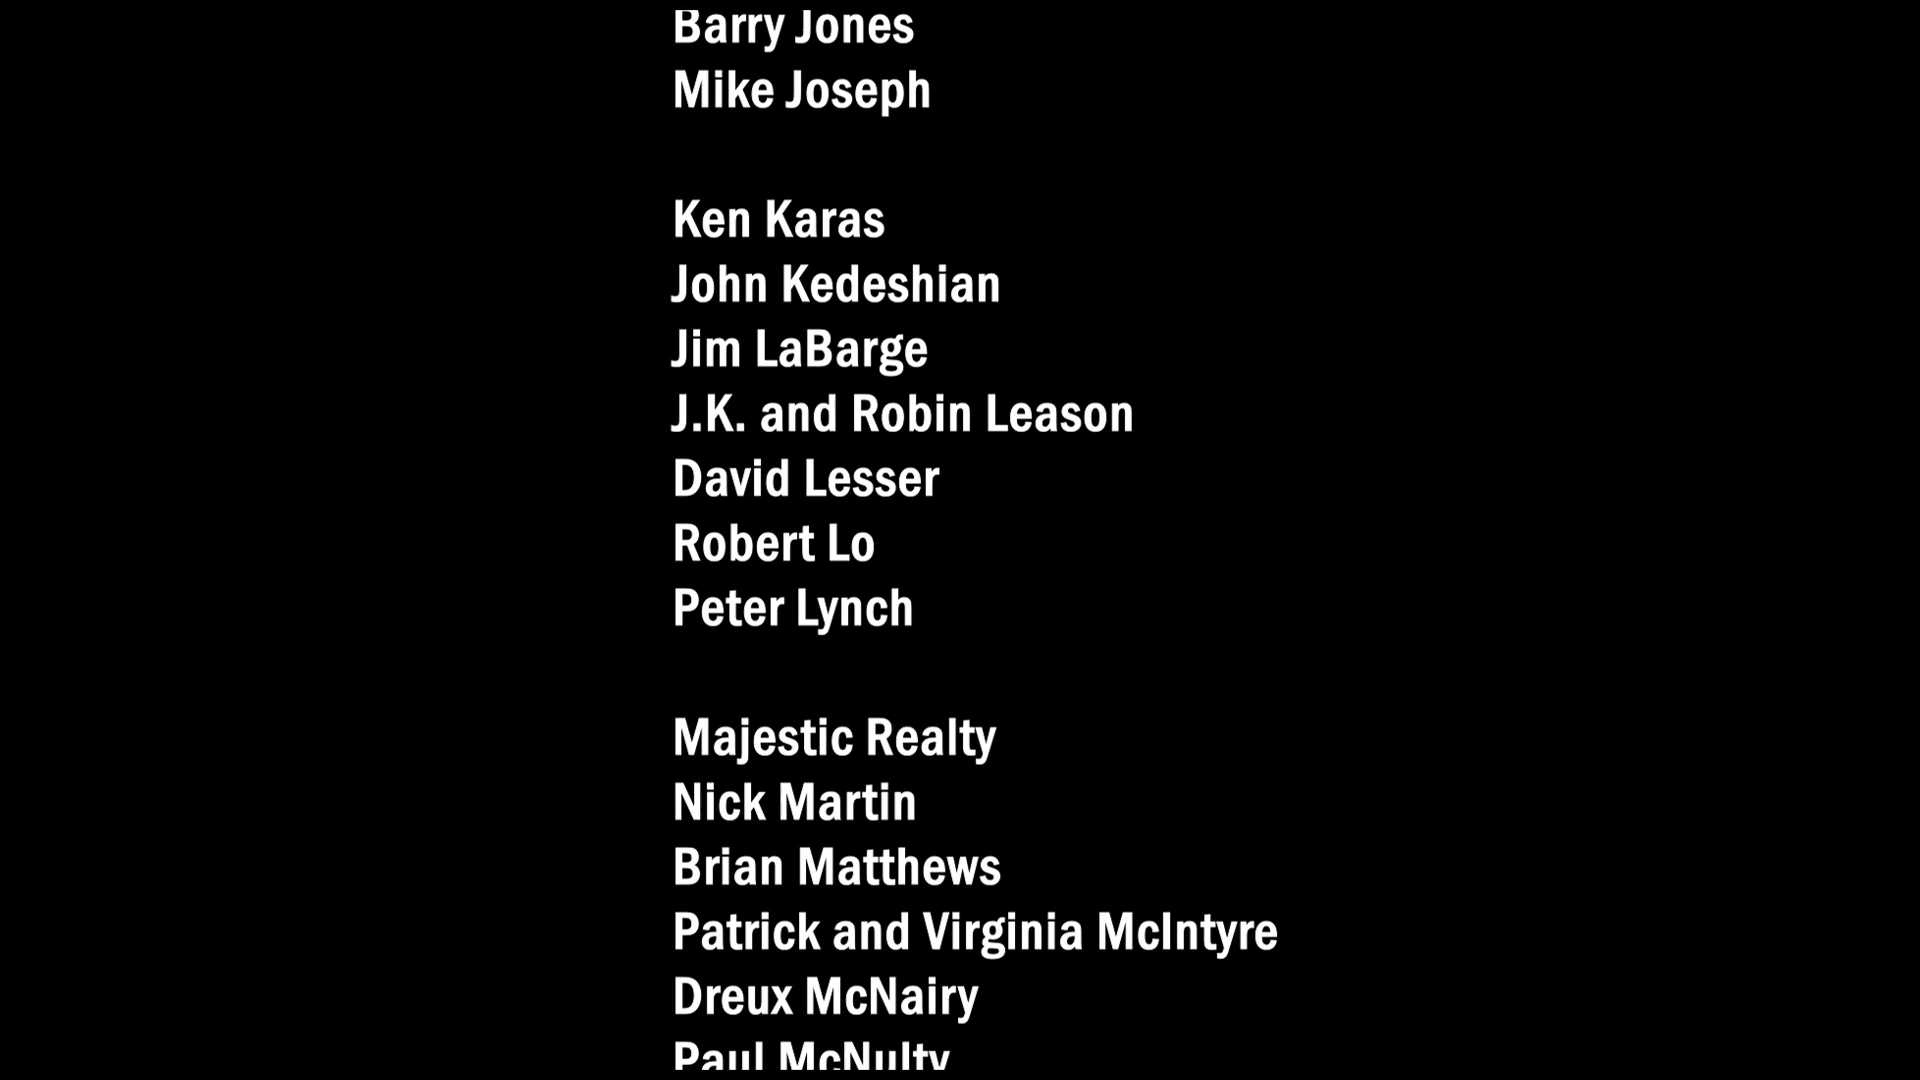 Barry Jones
Mike Joseph
Ken Karas
John Kedeshian
Jim LaBarge
J.K. and Robin Leason
David Lesser
Robert Lo
Peter Lynch
Majestic Realty
Nick Martin
Brian Matthews
Patrick and Virginia McIntyre
Dreux McNairy
Paul McNulty